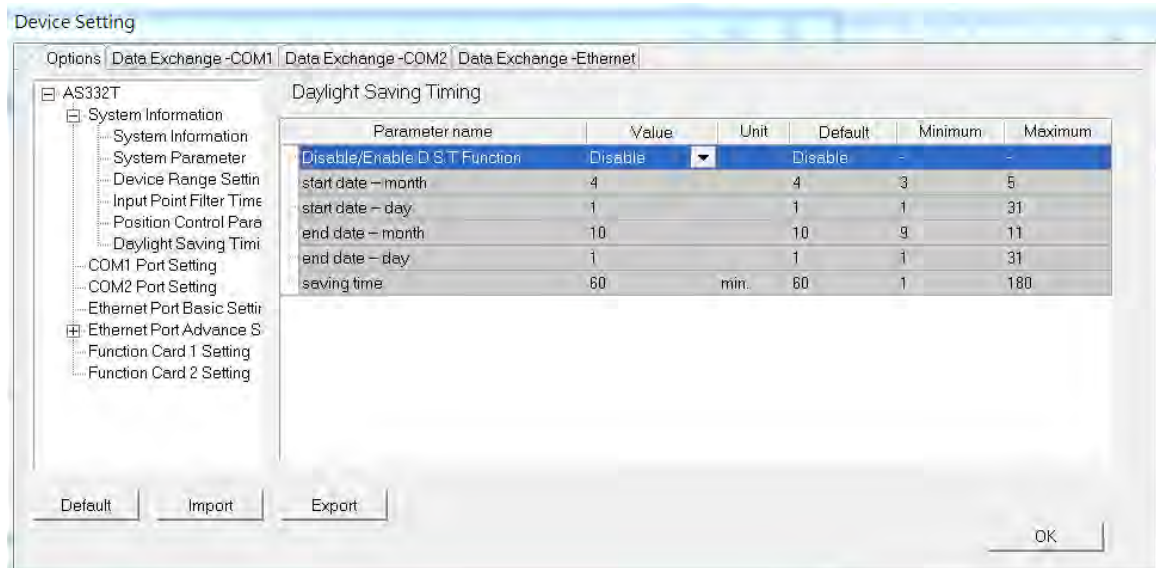 Device Setting
Options Data Exchange -COM1 Data Exchange -COM2 Data Exchange -Ethernet
AS332T
System Information
System Information
System Parameter
Device Range Settin
Input Point Filter Time
Position Control Para
Daylight Saving Timi
COM1 Port Setting
COM2 Port Setting
Ethernet Port Basic Settin
Ethernet Port Advance S
Function Card 1 Setting
Function Card 2 Setting
Daylight Saving Timing
Parameter name Value Unit Default Minimum Maximum
Disable/Enable D S T Function Disable Disable - -
start date – month 4 4 3 5
start date – day 1 1 1 31
end date – month 10 10 9 11
end date – day 1 1 1 31
saving time 60 min. 60 1 180
Default Import Export
OK